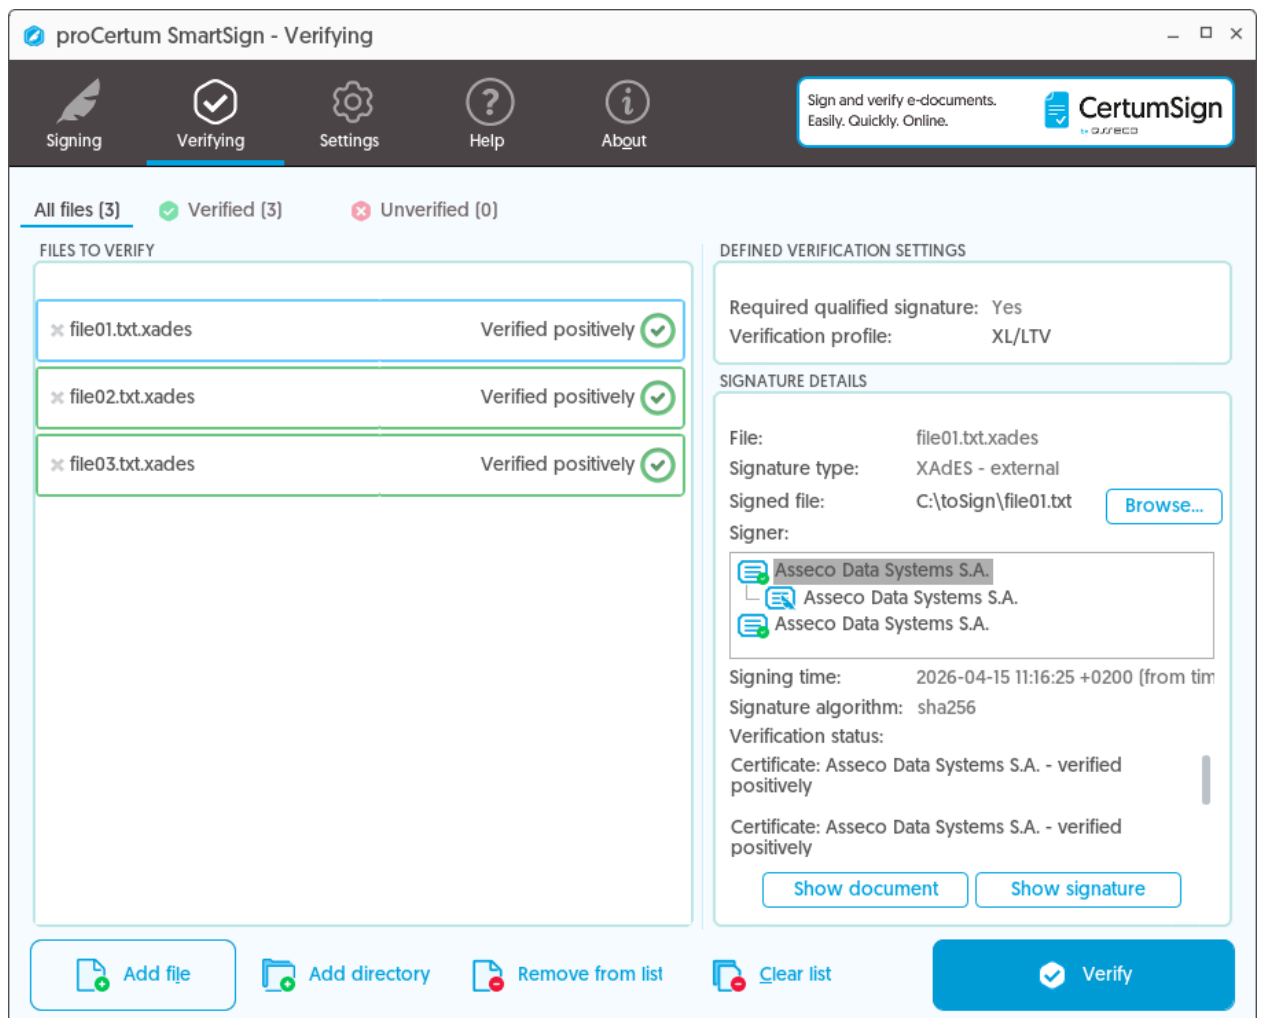 proCertum SmartSign - Verifying
Signing
Verifying
Settings
Help
About
Sign and verify e-documents.
Easily. Quickly. Online.
CertumSign
by asseco
All files (3)
Verified (3)
Unverified (0)
FILES TO VERIFY
file01.txt.xades Verified positively
file02.txt.xades Verified positively
file03.txt.xades Verified positively
DEFINED VERIFICATION SETTINGS
Required qualified signature: Yes
Verification profile: XL/LTV
SIGNATURE DETAILS
File: file01.txt.xades
Signature type: XAdES - external
Signed file: C:\toSign\file01.txt Browse...
Signer:
Asseco Data Systems S.A.
Asseco Data Systems S.A.
Asseco Data Systems S.A.
Signing time: 2026-04-15 11:16:25 +0200 (from tim
Signature algorithm: sha256
Verification status:
Certificate: Asseco Data Systems S.A. - verified
positively
Certificate: Asseco Data Systems S.A. - verified
positively
Show document
Show signature
Add file
Add directory
Remove from list
Clear list
Verify